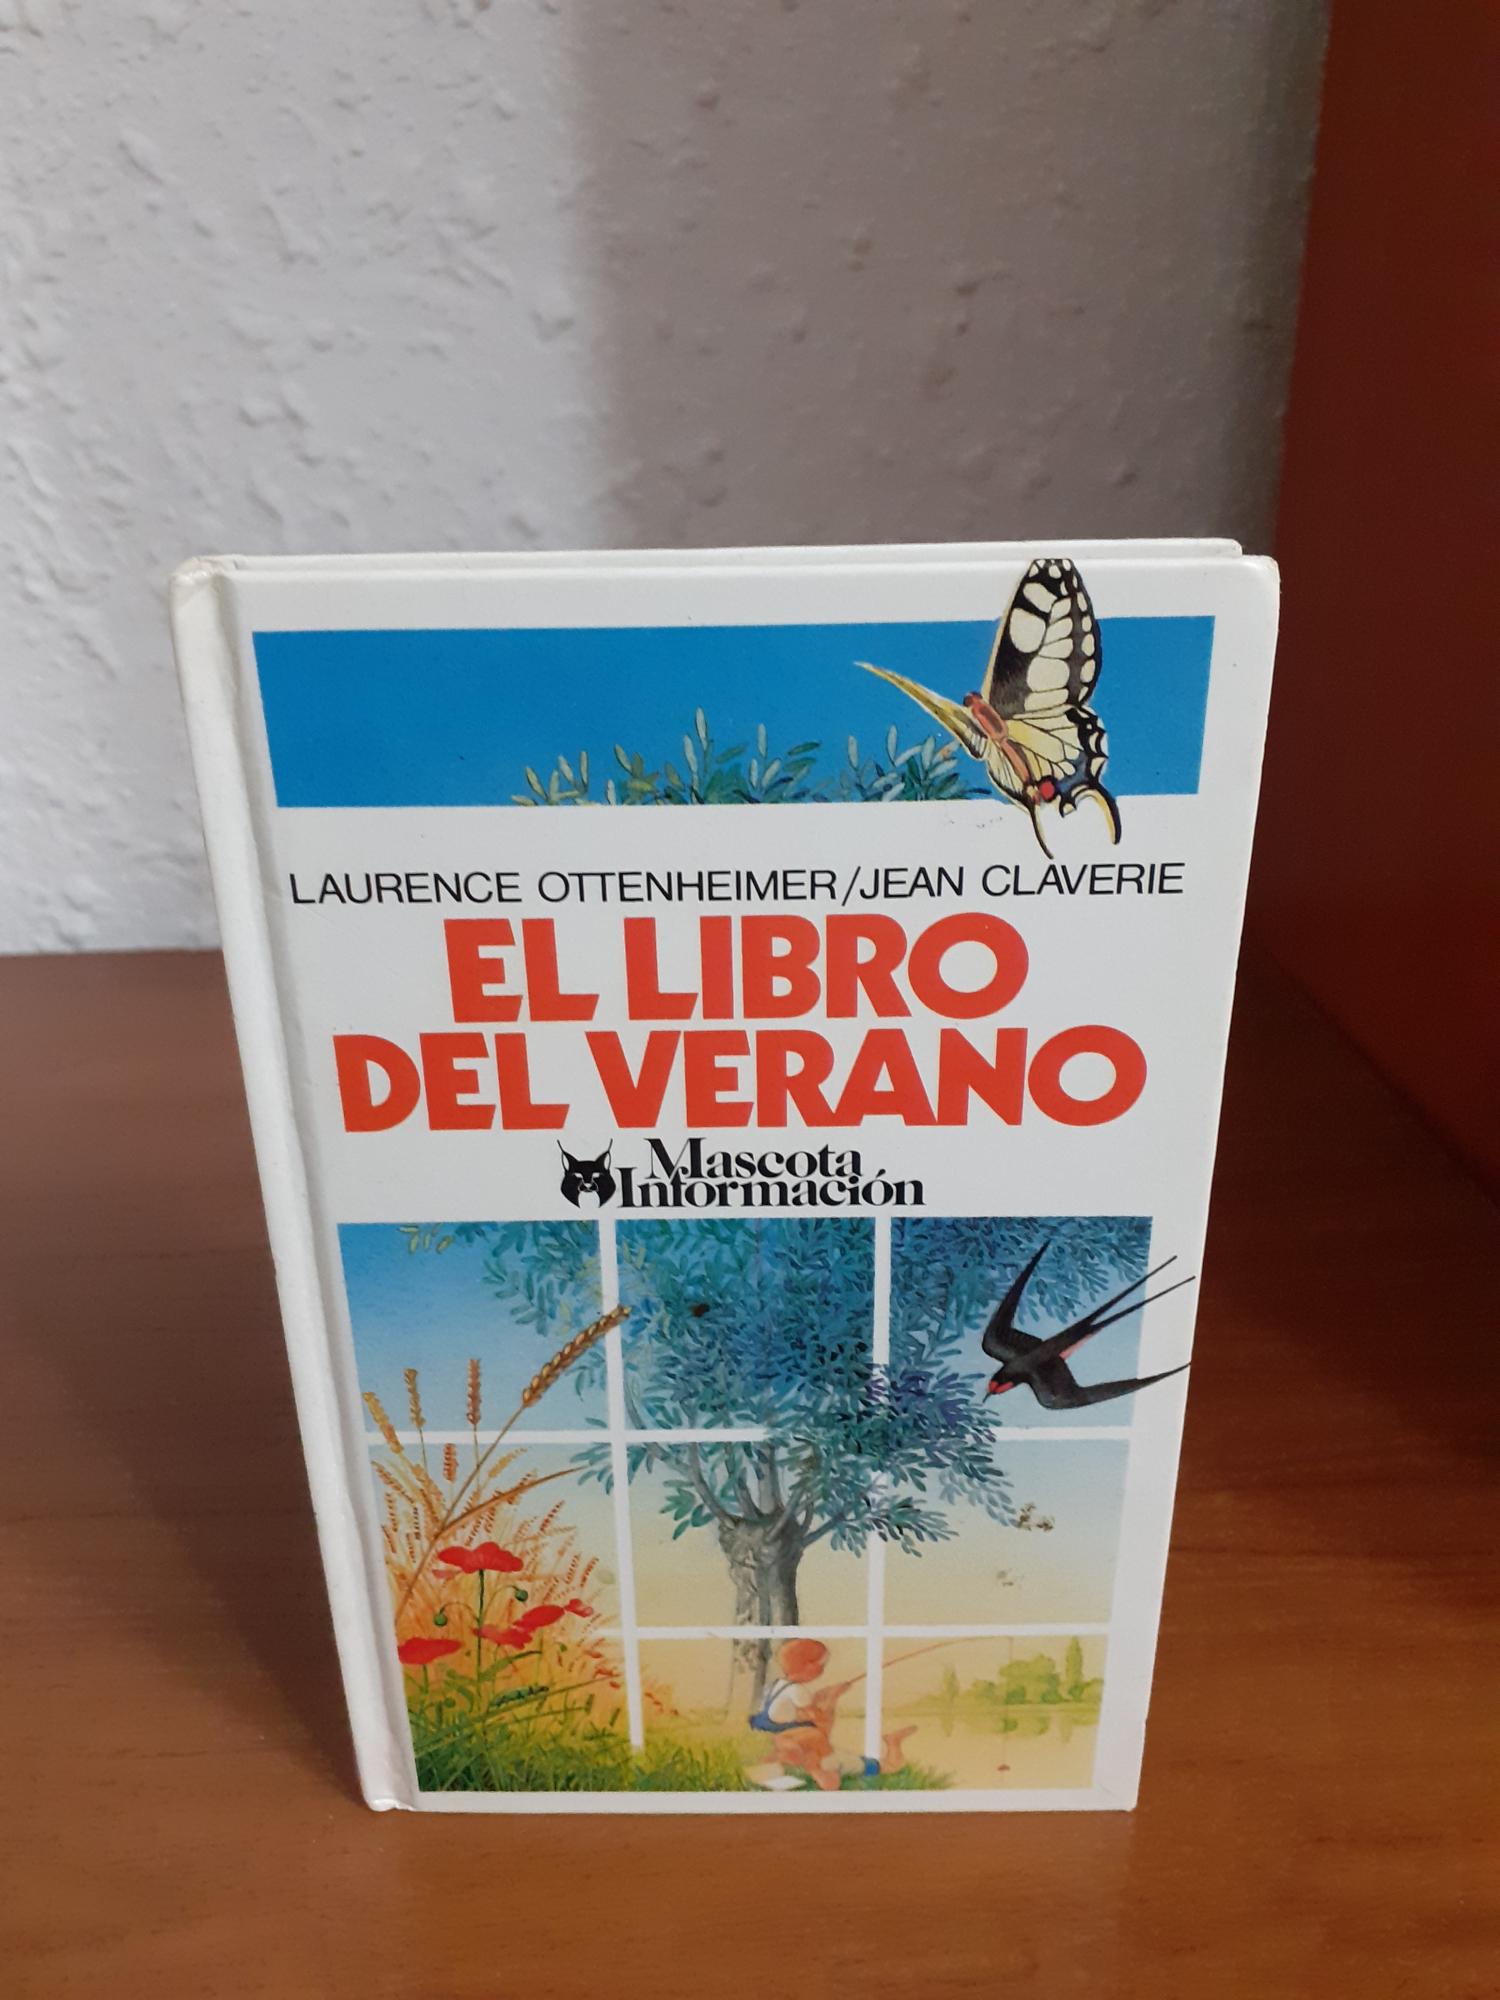 LAURENCE OTTENHEIMER/JEAN CLAVERIE
EL LIBRO
DEL VERANO
Mascota
Información